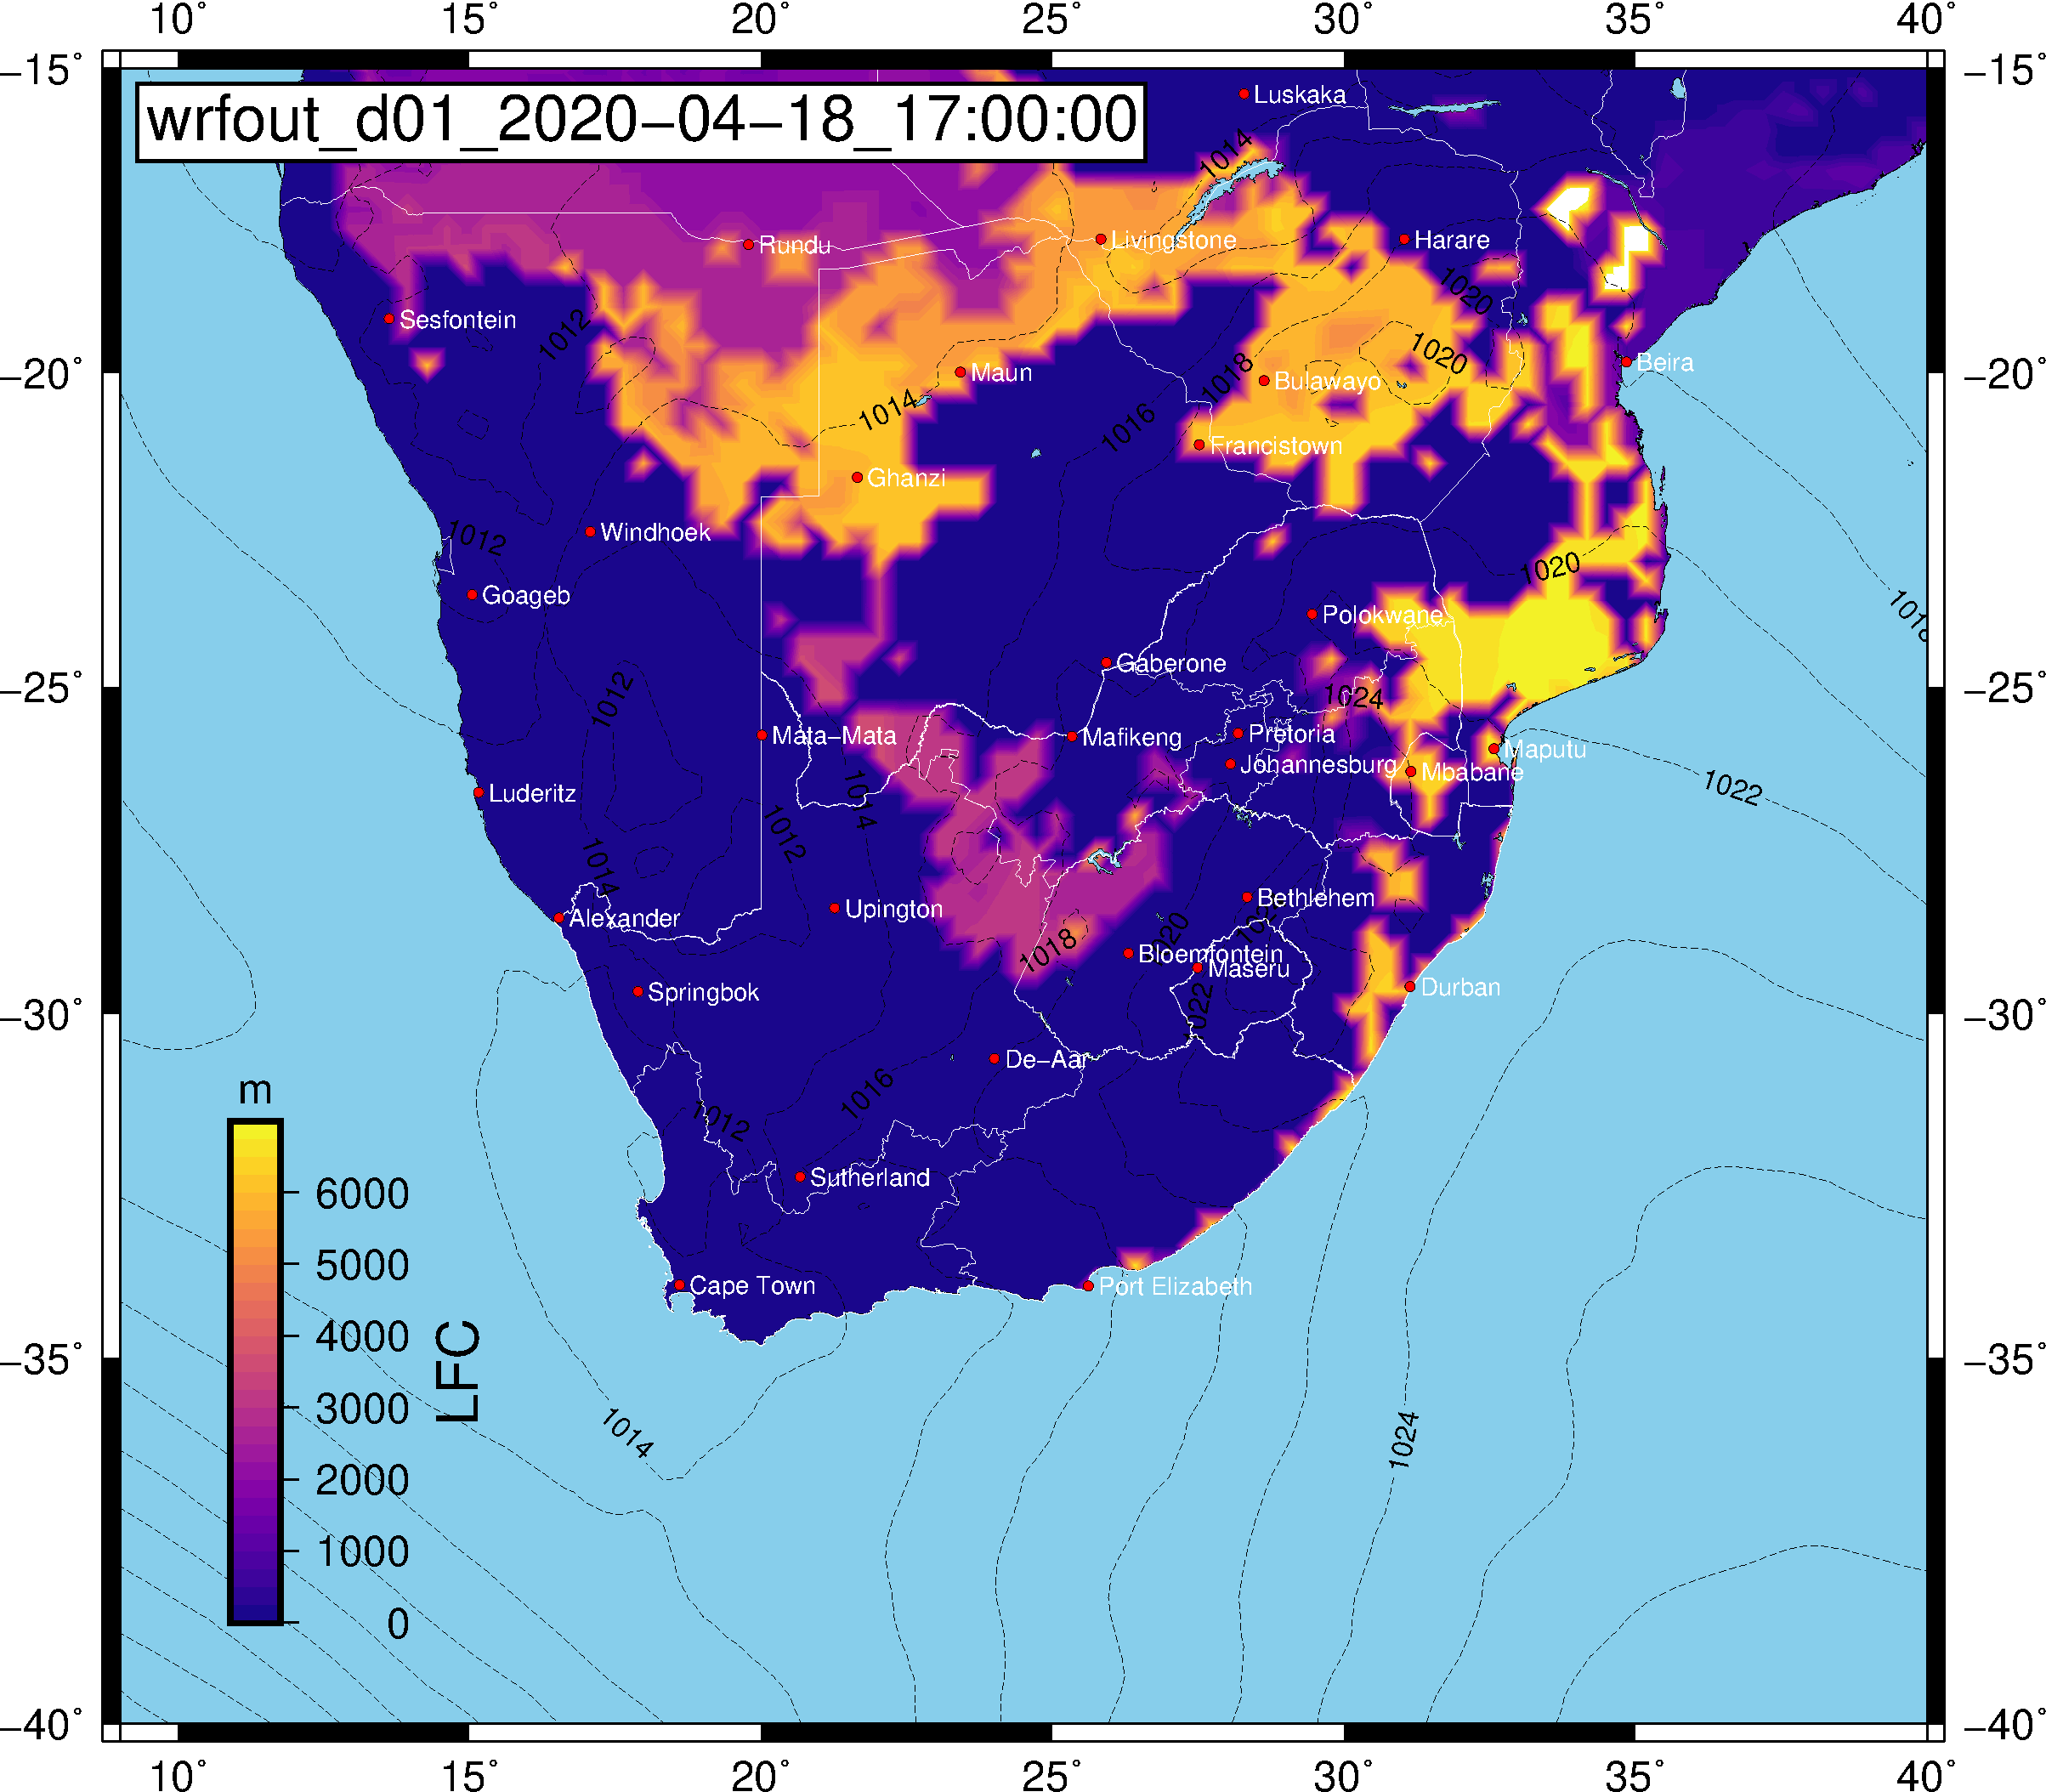 10° 15° 20° 25° 30° 35° 40°
−15° −15°
wrfout_d01_2020−04−18_17:00:00
Luskaka
1014
Rundu
Livingstone
Harare
Sesfontein
1012
1020
1020
Beira
Maun
1018
Bulawayo
−20° −20°
1014
1016
Francistown
Ghanzi
1012
Windhoek
1020
Goageb
1018
Polokwane
Gaberone
−25° −25°
1012
1024
Mata−Mata
Mafikeng
Pretoria
Maputu
Johannesburg
Mbabane
Luderitz
1014
1022
1012
1014
Bethlehem
Alexander
Upington
1018
1020
Bloemfontein
Maseru
Springbok
Durban
1022
−30° −30°
De−Aar
m
1016
1012
Sutherland
6000
5000
Cape Town
Port Elizabeth
4000
LFC
−35° −35°
3000
1014
1024
2000
1000
0
−40° −40°
10° 15° 20° 25° 30° 35° 40°